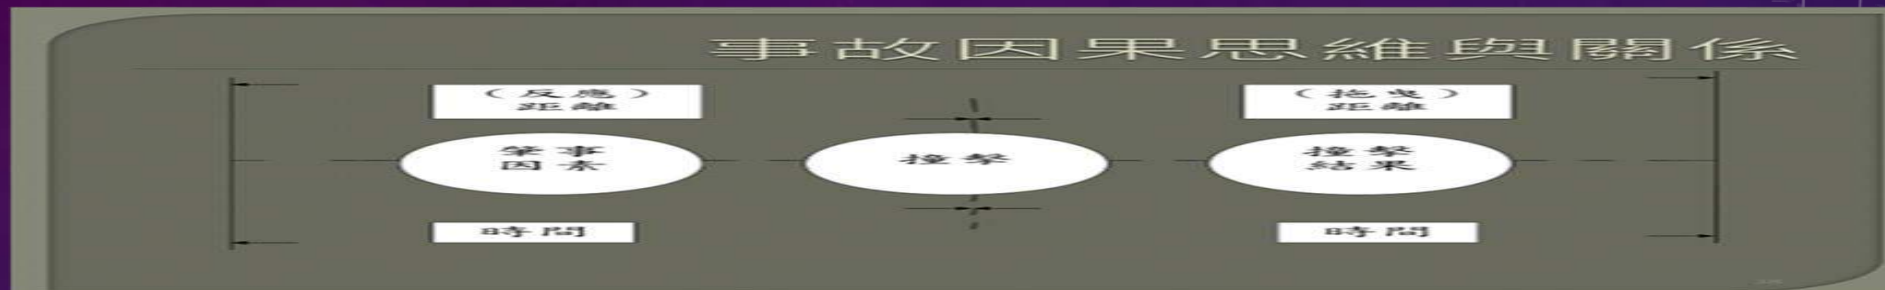 事故因果思維與關係
（反應）
距離
（拖曳）
距離
肇事
因素
撞擊
撞擊
結果
時間
時間